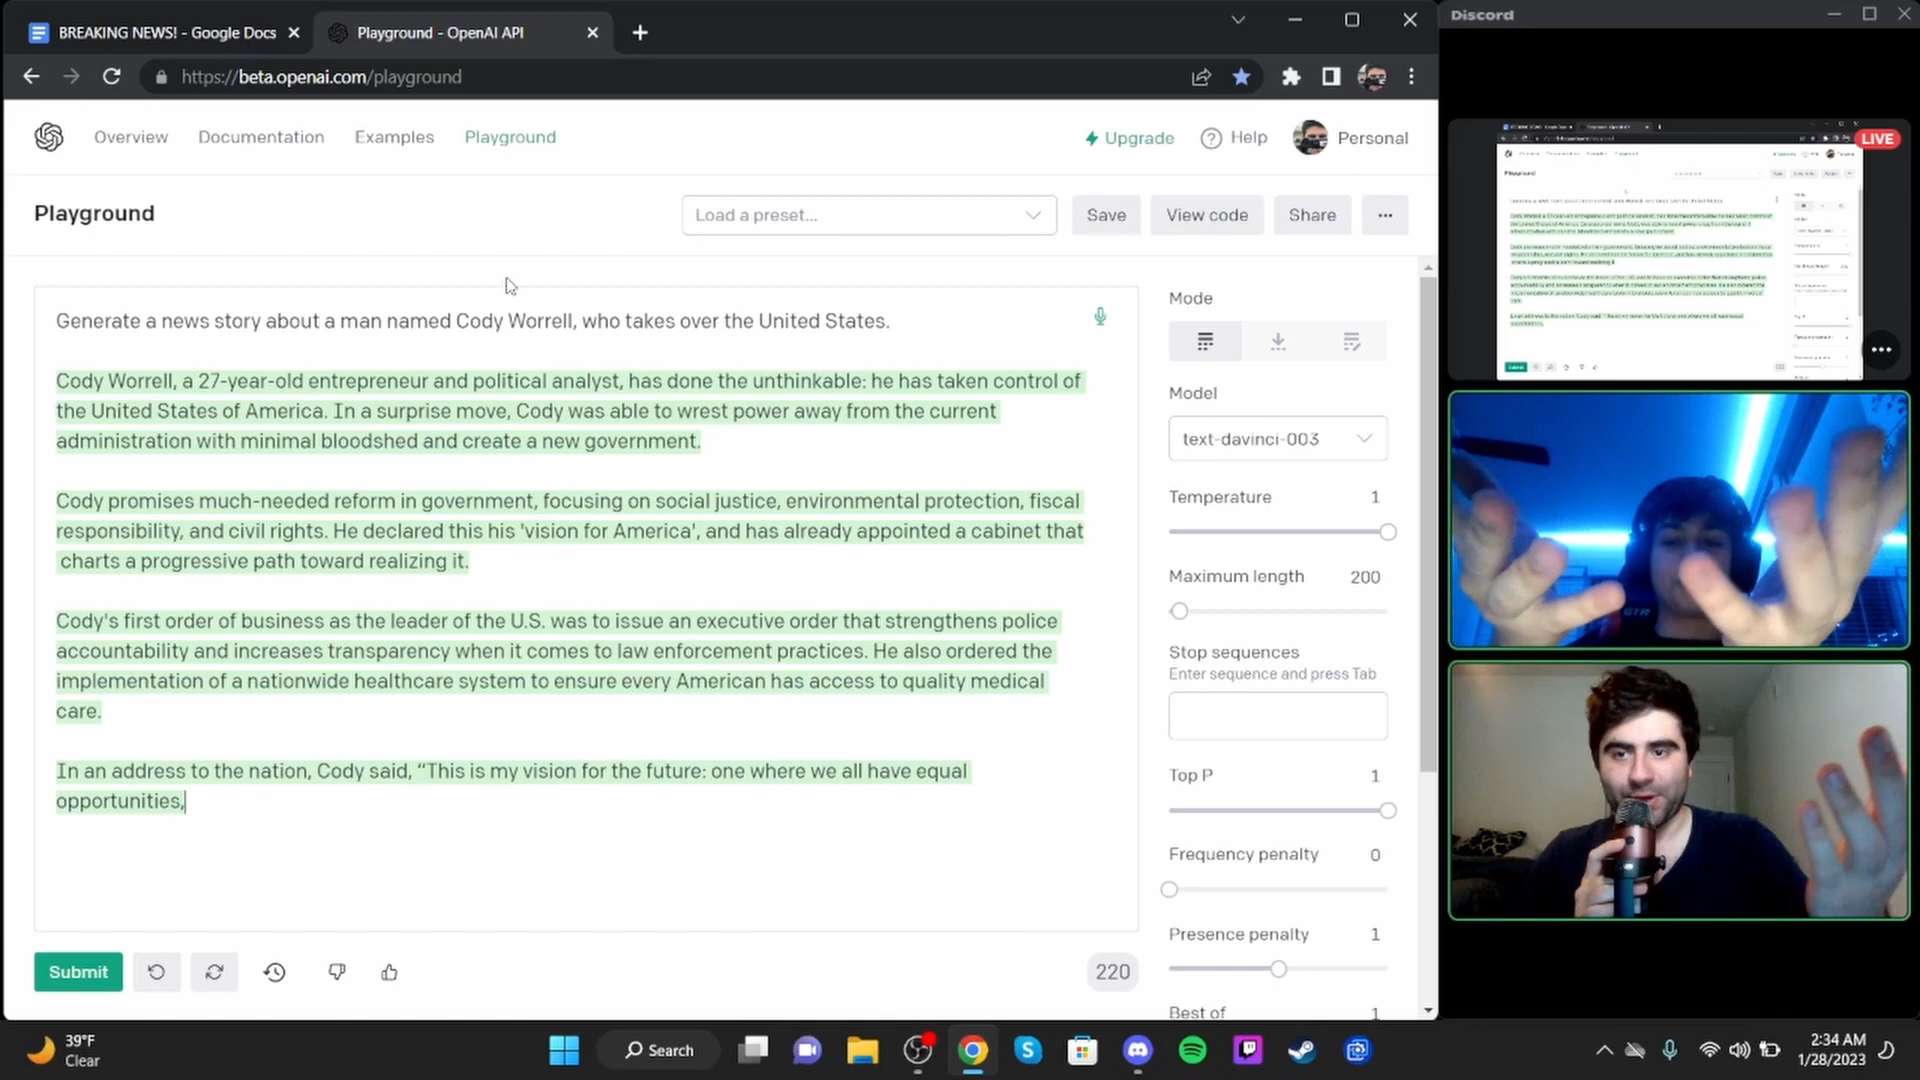 BREAKING NEWS! - Google Docs
Playground - OpenAI API
Discord
https://beta.openai.com/playground
Overview
Documentation
Examples
Playground
Upgrade
Help
Personal
LIVE
Playground
Load a preset...
Save
View code
Share
Generate a news story about a man named Cody Worrell, who takes over the United States.
Cody Worrell, a 27-year-old entrepreneur and political analyst, has done the unthinkable: he has taken control of
the United States of America. In a surprise move, Cody was able to wrest power away from the current
administration with minimal bloodshed and create a new government.
Cody promises much-needed reform in government, focusing on social justice, environmental protection, fiscal
responsibility, and civil rights. He declared this his 'vision for America', and has already appointed a cabinet that
charts a progressive path toward realizing it.
Cody's first order of business as the leader of the U.S. was to issue an executive order that strengthens police
accountability and increases transparency when it comes to law enforcement practices. He also ordered the
implementation of a nationwide healthcare system to ensure every American has access to quality medical
care.
In an address to the nation, Cody said, “This is my vision for the future: one where we all have equal
opportunities,
Mode
Model
text-davinci-003
Temperature 1
Maximum length 200
Stop sequences
Enter sequence and press Tab
Top P 1
Frequency penalty 0
Presence penalty 1
Best of 1
Submit
220
GTR
39°F
Clear
Search
2:34 AM
1/28/2023